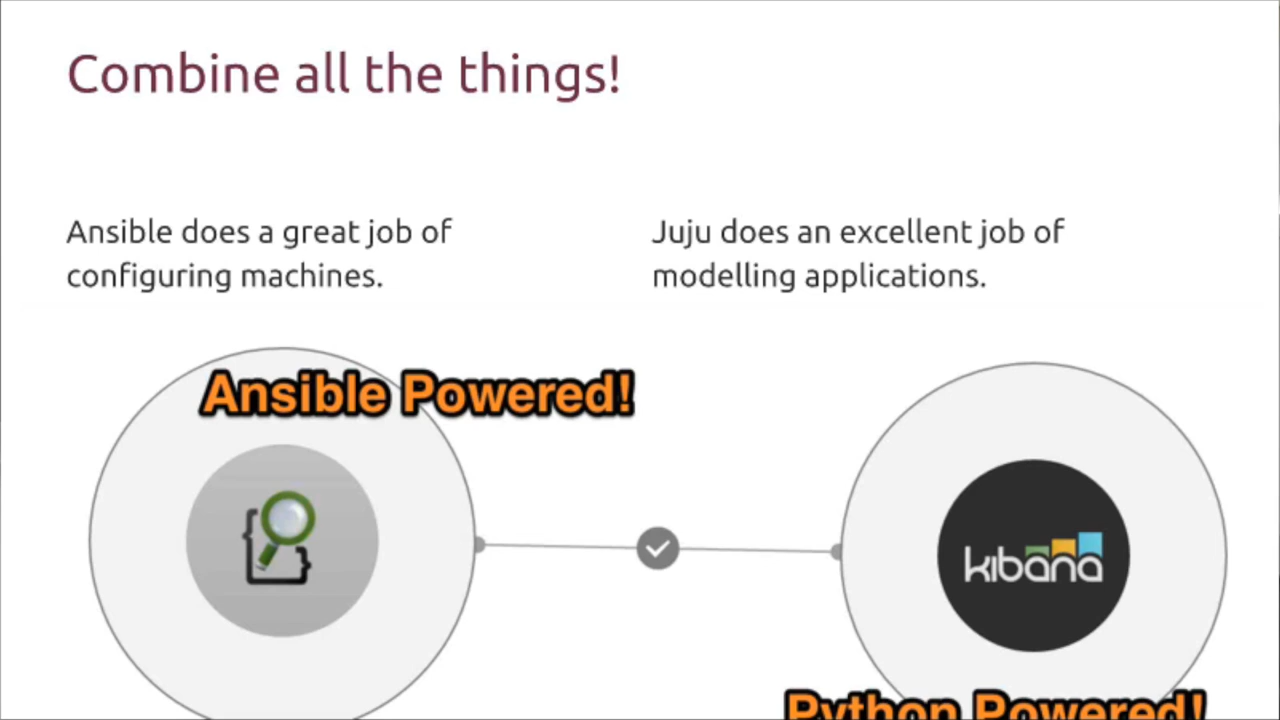 Combine all the things!
Ansible does a great job of
configuring machines.
Juju does an excellent job of
modelling applications.
Ansible Powered!
kibana
Python Powered!